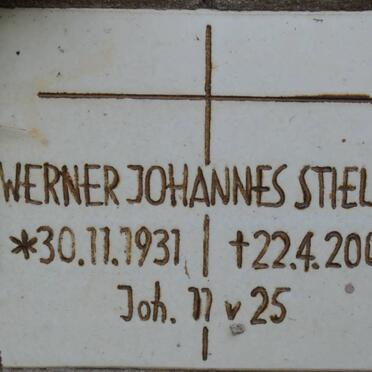 WERNER JOHANNES STIEL
*30.11.1931 †22.4.200
Joh. 11 v 25